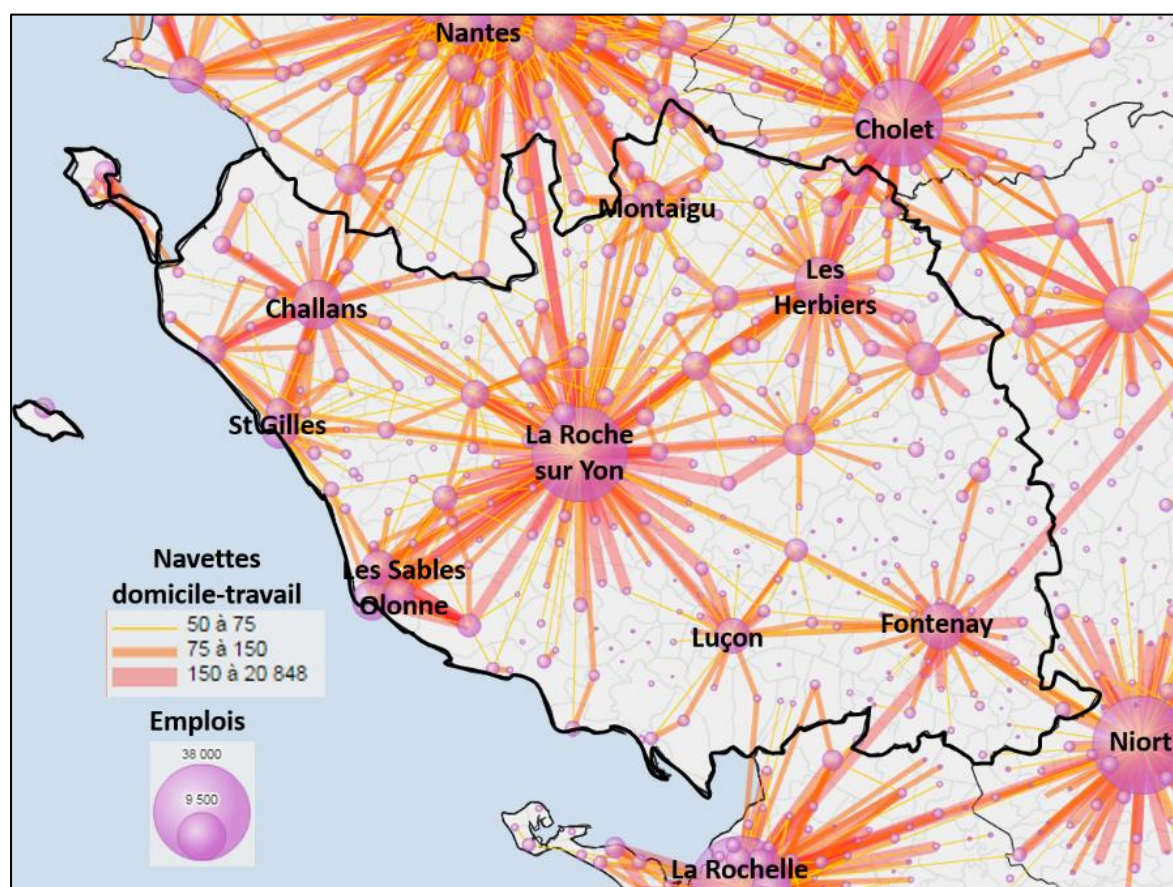 Nantes
Cholet
Montaigu
Challans
Les
Herbiers
St Gilles
La Roche
sur Yon
Les Sables
Olonne
Luçon
Fontenay
Niort
La Rochelle
Navettes
domicile-travail
50 à 75
75 à 150
150 à 20 848
Emplois
38 000
9 500